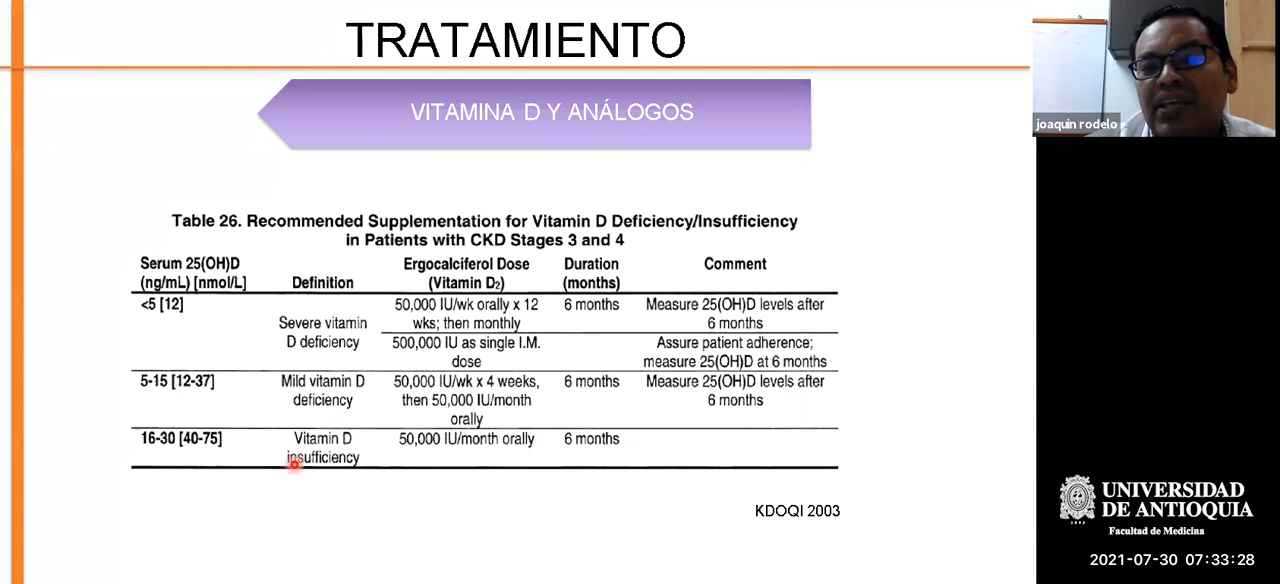 TRATAMIENTO
VITAMINA D Y ANÁLOGOS
Table 26. Recommended Supplementation for Vitamin D Deficiency/Insufficiency
in Patients with CKD Stages 3 and 4
Serum 25(OH)D
(ng/mL) [nmol/L]
Definition
Ergocalciferol Dose
(Vitamin D2)
Duration
(months)
Comment
<5 [12]
Severe vitamin
D deficiency
50,000 IU/wk orally x 12
wks; then monthly
6 months
Measure 25(OH)D levels after
6 months
500,000 IU as single I.M.
dose
Assure patient adherence;
measure 25(OH)D at 6 months
5-15 [12-37]
Mild vitamin D
deficiency
50,000 IU/wk x 4 weeks,
then 50,000 IU/month
orally
6 months
Measure 25(OH)D levels after
6 months
16-30 [40-75]
Vitamin D
insufficiency
50,000 IU/month orally
6 months
KDOQI 2003
joaquin rodelo
1803
UNIVERSIDAD
DE ANTIOQUIA
Facultad de Medicina
2021-07-30 07:33:28